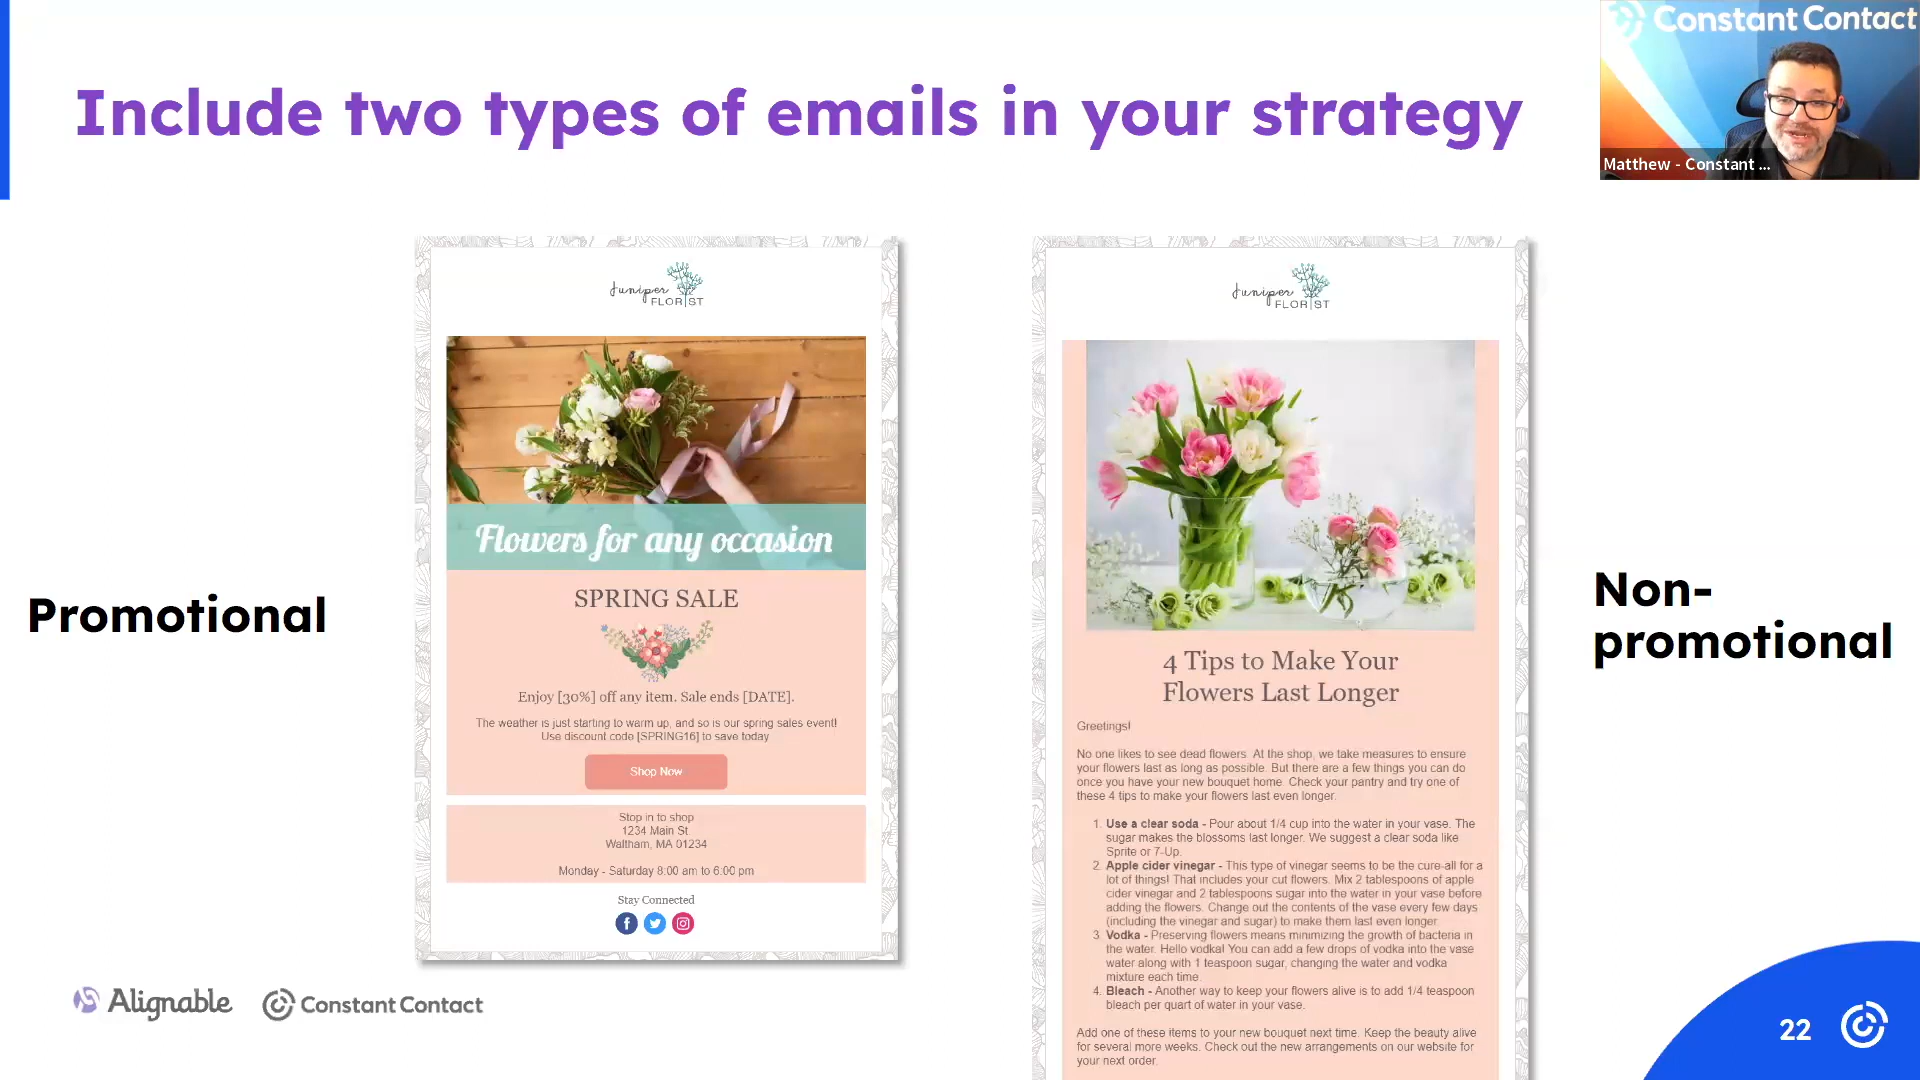 Constant Contact
Include two types of emails in your strategy
Matthew - Constant ...
Promotional
Juniper
FLORIST
Flowers for any occasion
SPRING SALE
Enjoy [30%] off any item. Sale ends [DATE].
The weather is just starting to warm up, and so is our spring sales event!
Use discount code [SPRING16] to save today
Shop Now
Stop in to shop
1234 Main St
Waltham, MA 01234
Monday - Saturday 8:00 am to 6:00 pm
Stay Connected
Juniper
FLORIST
4 Tips to Make Your
Flowers Last Longer
Greetings!
No one likes to see dead flowers. At the shop, we take measures to ensure
your flowers last as long as possible. But there are a few things you can do
once you have your new bouquet home. Check your pantry and try one of
these 4 tips to make your flowers last even longer.
1. Use a clear soda - Pour about 1/4 cup into the water in your vase. The
sugar makes the blossoms last longer. We suggest a clear soda like
Sprite or 7-Up.
2. Apple cider vinegar - This type of vinegar seems to be the cure-all for a
lot of things! That includes your cut flowers. Mix 2 tablespoons of apple
cider vinegar and 2 tablespoons sugar into the water in your vase before
adding the flowers. Change out the contents of the vase every few days
(including the vinegar and sugar) to make them last even longer.
3. Vodka - Preserving flowers means minimizing the growth of bacteria in
the water. Hello vodka! You can add a few drops of vodka into the vase
water along with 1 teaspoon sugar, changing the water and vodka
mixture each time.
4. Bleach - Another way to keep your flowers alive is to add 1/4 teaspoon
bleach per quart of water in your vase.
Add one of these items to your new bouquet next time. Keep the beauty alive
for several more weeks. Check out the new arrangements on our website for
your next order.
Non-
promotional
Alignable
Constant Contact
22